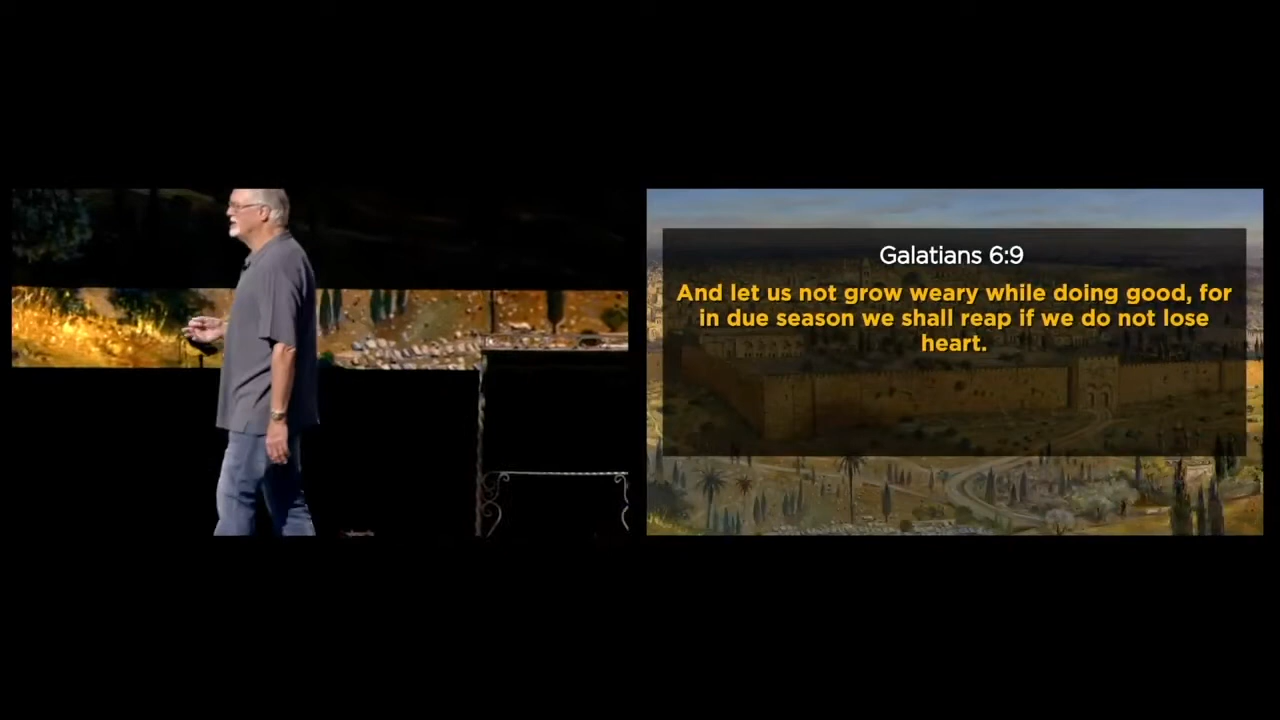 Galatians 6:9
And let us not grow weary while doing good, for
in due season we shall reap if we do not lose
heart.